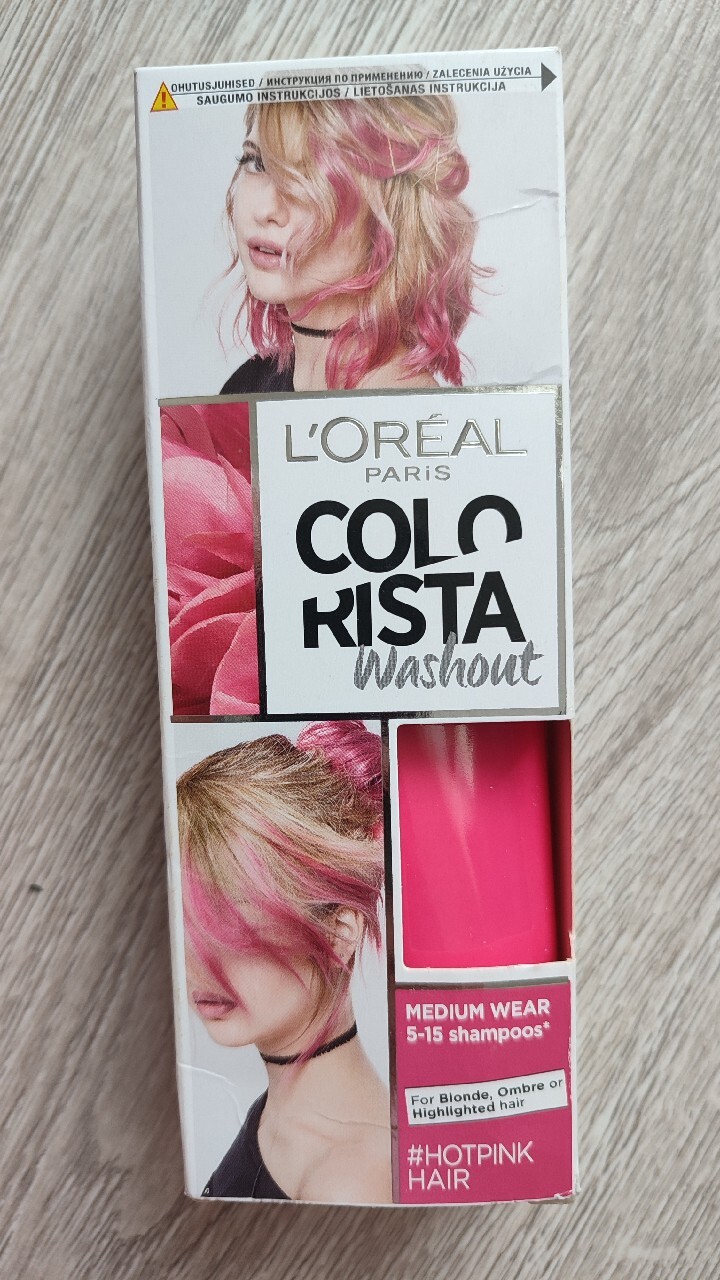 OHUTUSJUHISED / ИНСТРУКЦИЯ ПО ПРИМЕНЕНИЮ / ZALECENIA UŻYCIA
SAUGUMO INSTRUKCIJOS / LIETOŠANAS INSTRUKCIJA
L'ORÉAL
PARiS
COLO
RISTA
Washout
MEDIUM WEAR
5-15 shampoos*
For Blonde, Ombre or
Highlighted hair
#HOTPINK
HAIR